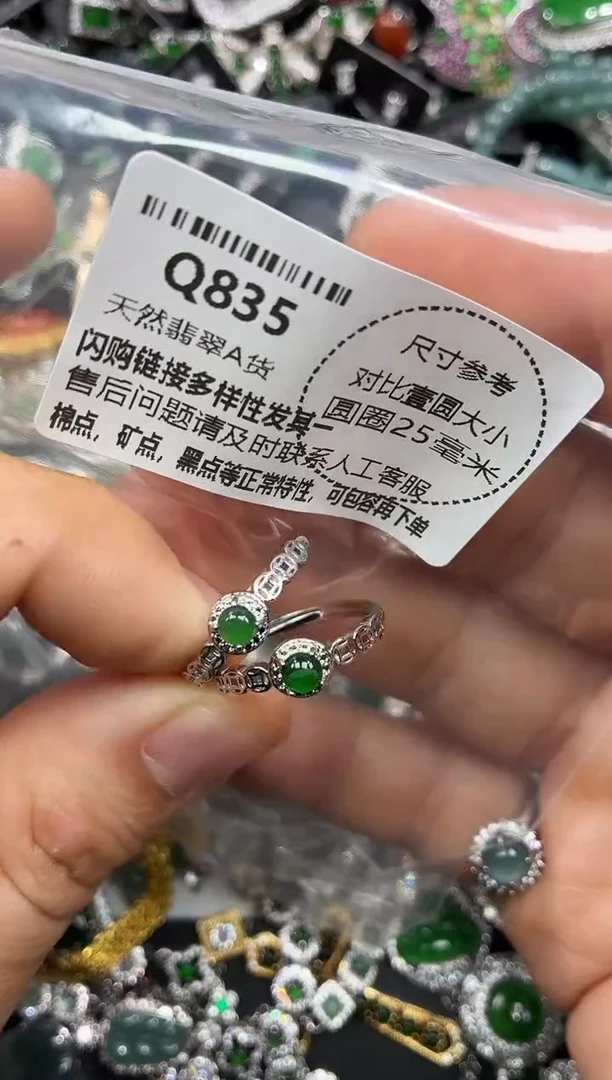 Q835
天然翡翠A货
闪购链接多样性发其一
售后问题请及时联系人工客服
棉点，矿点，黑点等正常特性，可包容再下单
尺寸参考
对比壹圆大小
圆圈25毫米